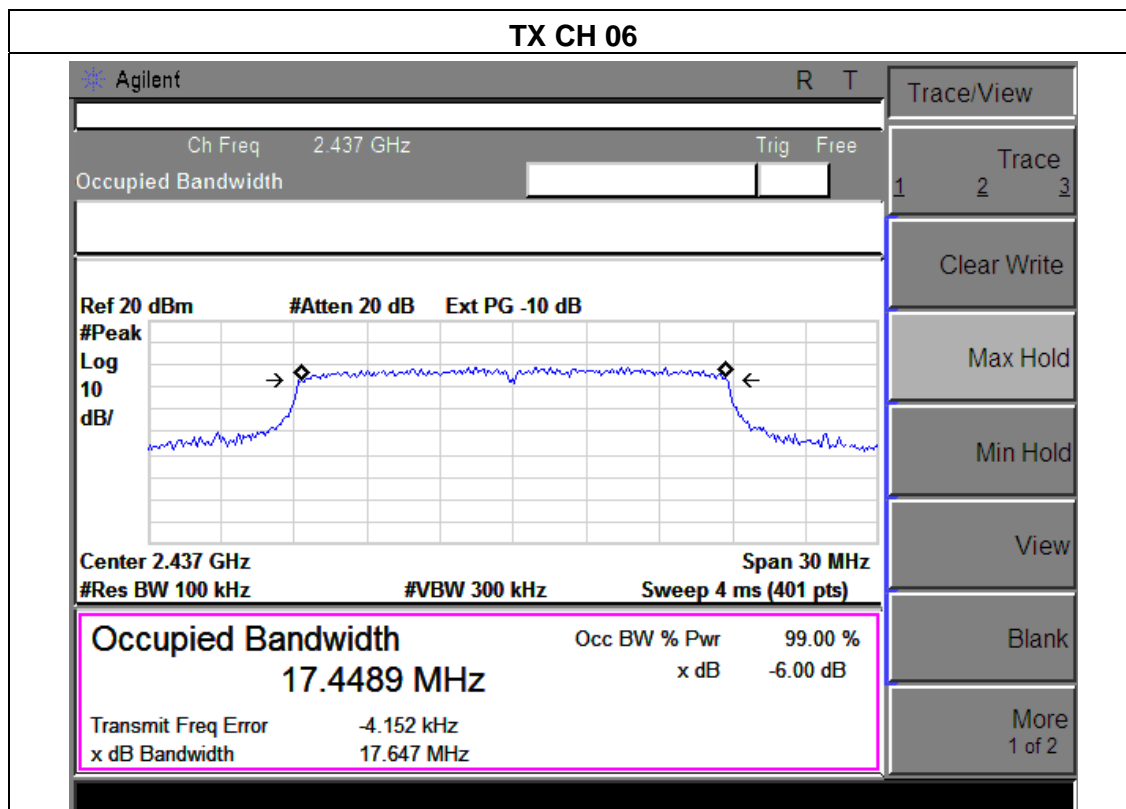 TX CH 06
Agilent R T
Trace/View
Ch Freq 2.437 GHz Trig Free
Occupied Bandwidth
Trace
1 2 3
Clear Write
Ref 20 dBm #Atten 20 dB Ext PG -10 dB
#Peak
Log
10
dB/
Max Hold
Min Hold
View
Center 2.437 GHz Span 30 MHz
#Res BW 100 kHz #VBW 300 kHz Sweep 4 ms (401 pts)
Occupied Bandwidth Occ BW % Pwr 99.00 %
17.4489 MHz x dB -6.00 dB
Blank
Transmit Freq Error -4.152 kHz
x dB Bandwidth 17.647 MHz
More
1 of 2